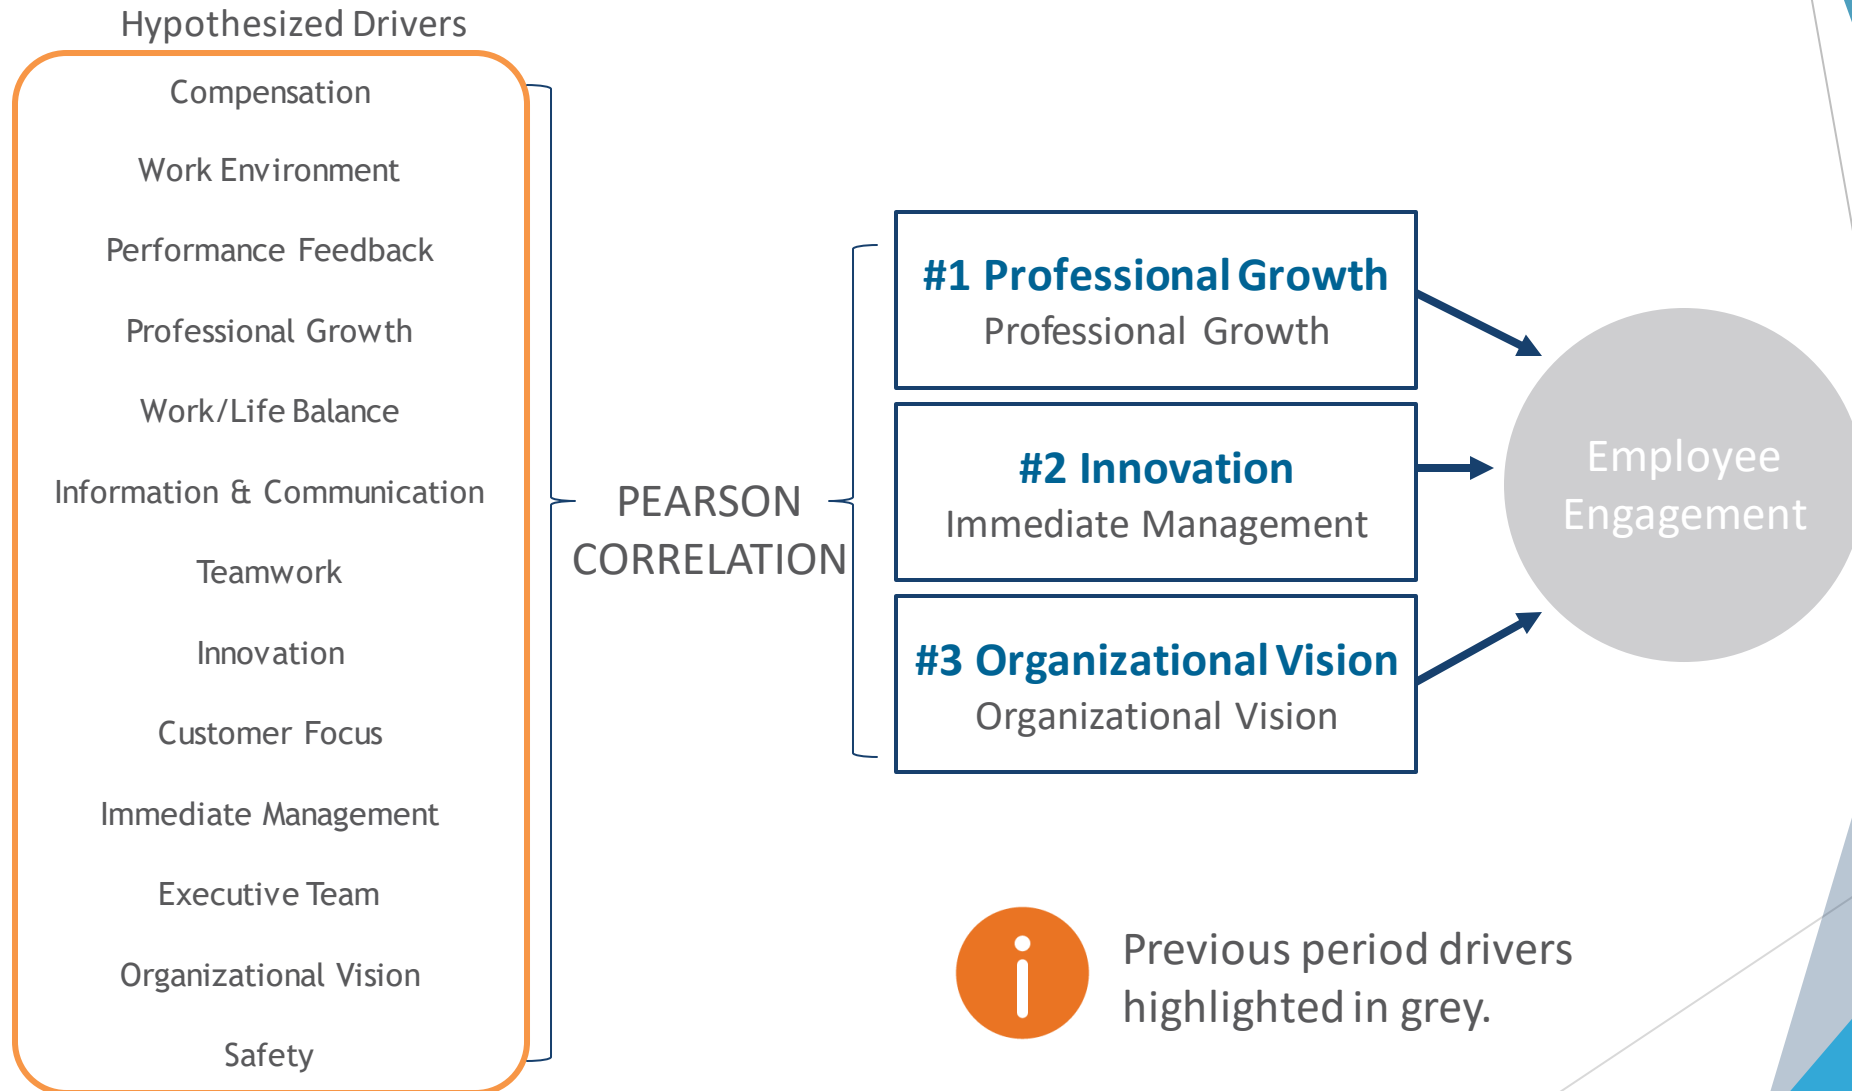 Hypothesized Drivers
Compensation
Work Environment
Performance Feedback
Professional Growth
Work/Life Balance
Information & Communication
Teamwork
Innovation
Customer Focus
Immediate Management
Executive Team
Organizational Vision
Safety
PEARSON
CORRELATION
#1 Professional Growth
Professional Growth
#2 Innovation
Immediate Management
#3 Organizational Vision
Organizational Vision
Employee
Engagement
i
Previous period drivers
highlighted in grey.